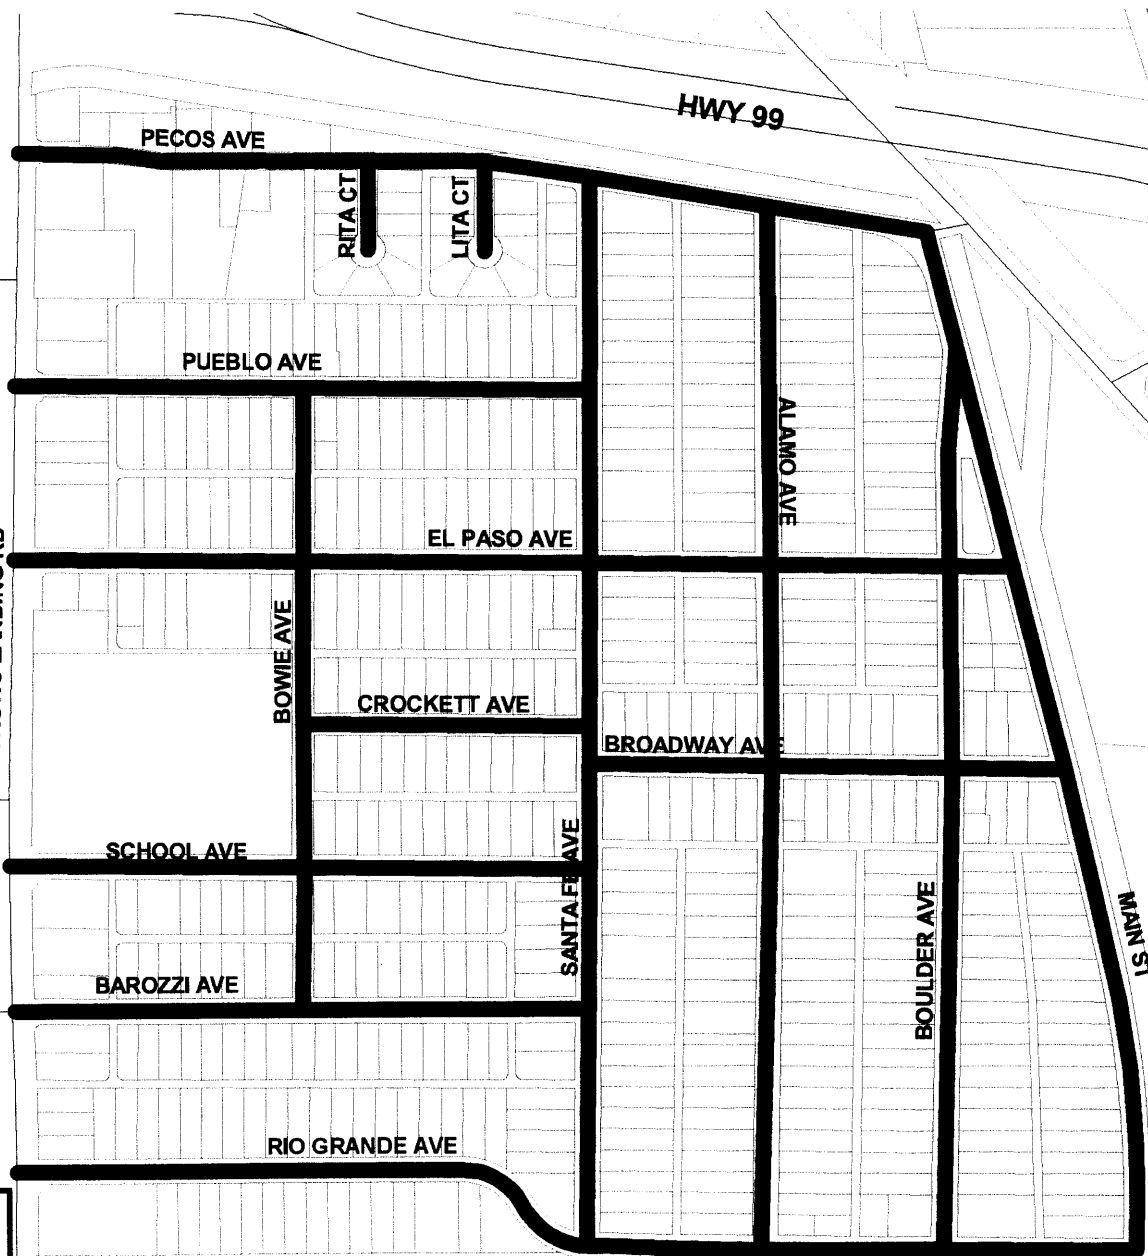 HWY 99
PECOS AVE
RITA CT
LITA CT
PUEBLO AVE
ALAMO AVE
EL PASO AVE
BOWIE AVE
CROCKETT AVE
BROADWAY AVE
SCHOOL AVE
SANTA FE AVE
BOULDER AVE
MAIN ST
BAROZZI AVE
RIO GRANDE AVE